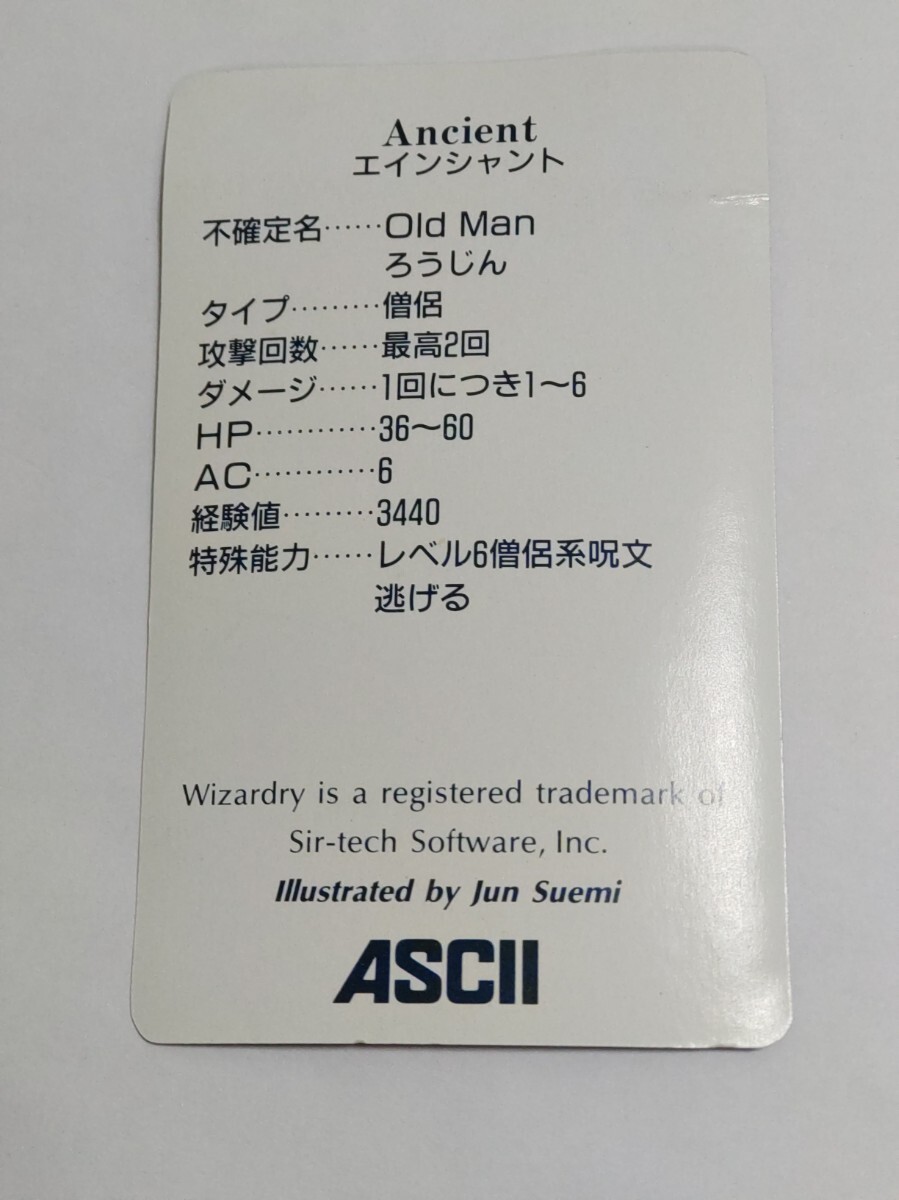 Ancient
エインシャント
不確定名……Old Man
ろうじん
タイプ………僧侶
攻撃回数……最高2回
ダメージ……1回につき1〜6
HP…………36〜60
AC…………6
経験値………3440
特殊能力……レベル6僧侶系呪文
逃げる
Wizardry is a registered trademark of
Sir-tech Software, Inc.
Illustrated by Jun Suemi
ASCII